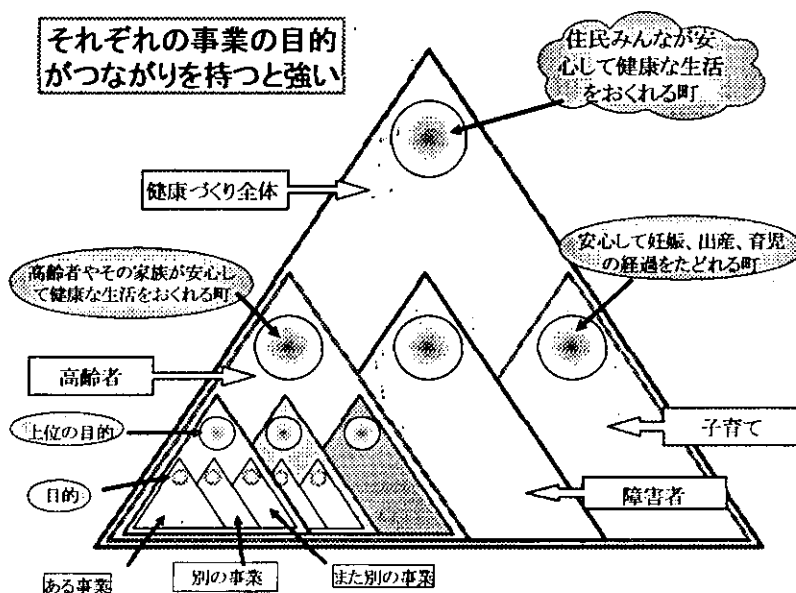 それぞれの事業の目的
がつながりを持つと強い
住民みんなが安
心して健康な生活
をおくれる町
健康づくり全体
高齢者やその家族が安心し
て健康な生活をおくれる町
安心して妊娠、出産、育児
の経過をたどれる町
高齢者
上位の目的
子育て
目的
障害者
ある事業
別の事業
また別の事業